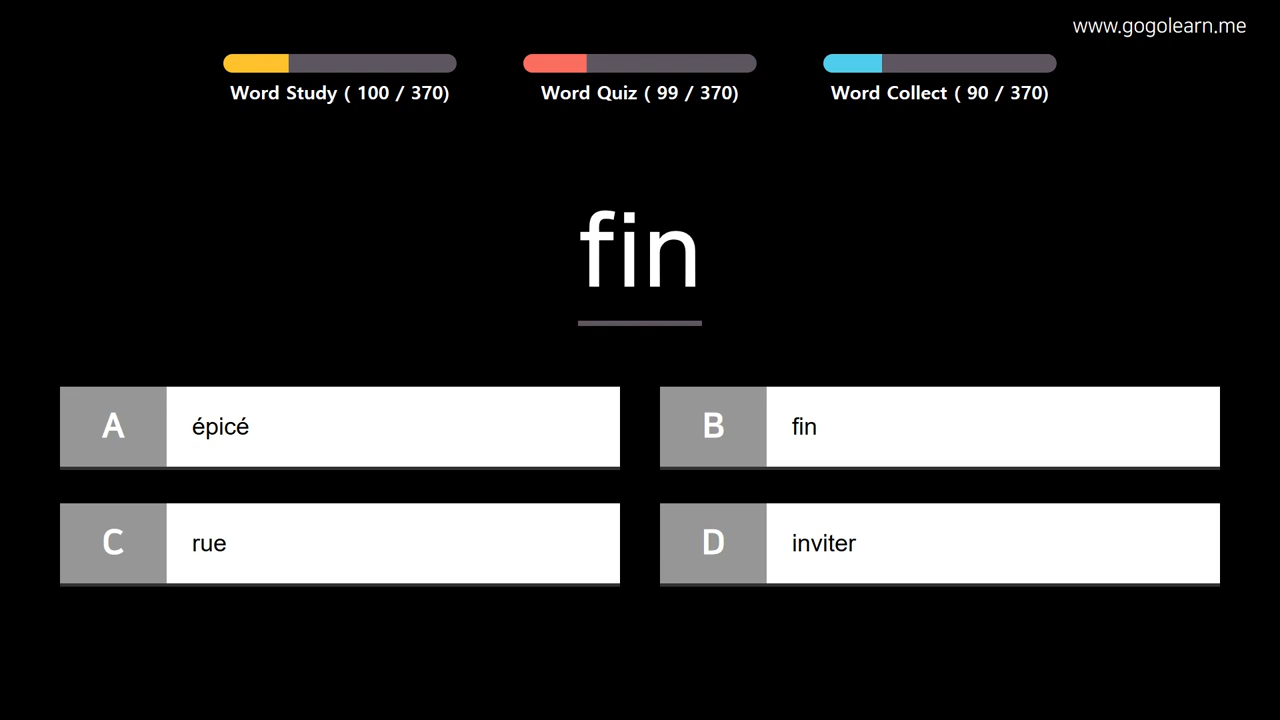 www.gogolearn.me
Word Study ( 100 / 370)
Word Quiz ( 99 / 370)
Word Collect ( 90 / 370)
fin
A épicé
B fin
C rue
D inviter